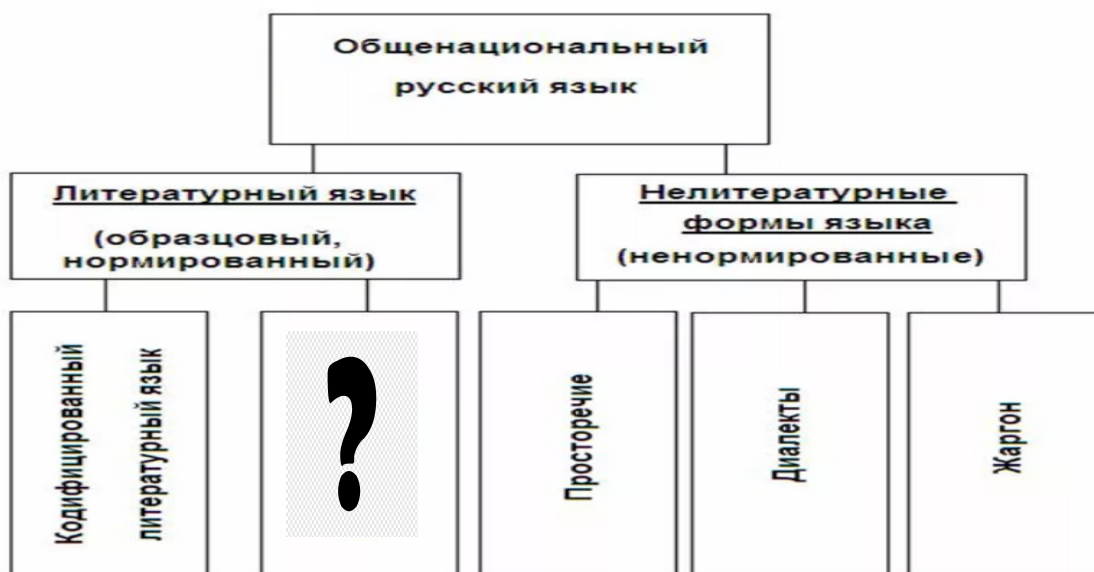 Общенациональный
русский язык
Литературный язык
(образцовый,
нормированный)
Нелитературные
формы языка
(ненормированные)
Кодифицированный
литературный язык
?
Просторечие
Диалекты
Жаргон